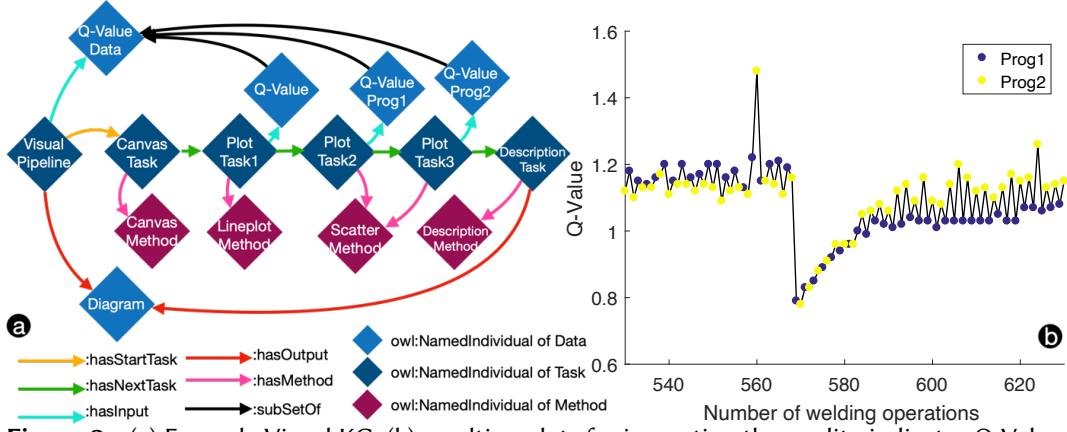 Q-Value
Data
Q-Value
Q-Value
Prog1
Q-Value
Prog2
Visual
Pipeline
Canvas
Task
Plot
Task1
Plot
Task2
Plot
Task3
Description
Task
Canvas
Method
Lineplot
Method
Scatter
Method
Description
Method
Diagram
a
:hasStartTask
:hasOutput
owl:NamedIndividual of Data
:hasNextTask
:hasMethod
owl:NamedIndividual of Task
:hasInput
:subSetOf
owl:NamedIndividual of Method
1.6
1.4
1.2
1
0.8
0.6
Q-Value
Prog1
Prog2
b
540
560
580
600
620
Number of welding operations